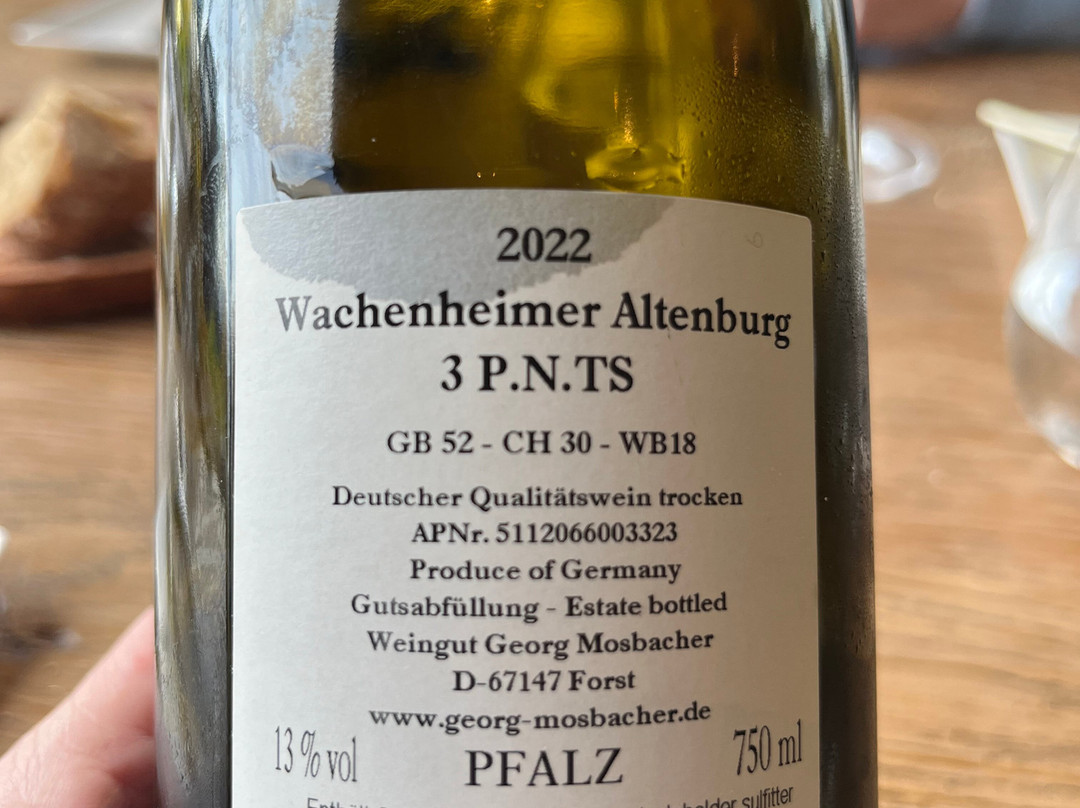 2022
Wachenheimer Altenburg
3 P.N.TS
GB 52 - CH 30 - WB18
Deutscher Qualitätswein trocken
APNr. 5112066003323
Produce of Germany
Gutsabfüllung - Estate bottled
Weingut Georg Mosbacher
D-67147 Forst
www.georg-mosbacher.de
13 % vol PFALZ 750 ml
sulfitter